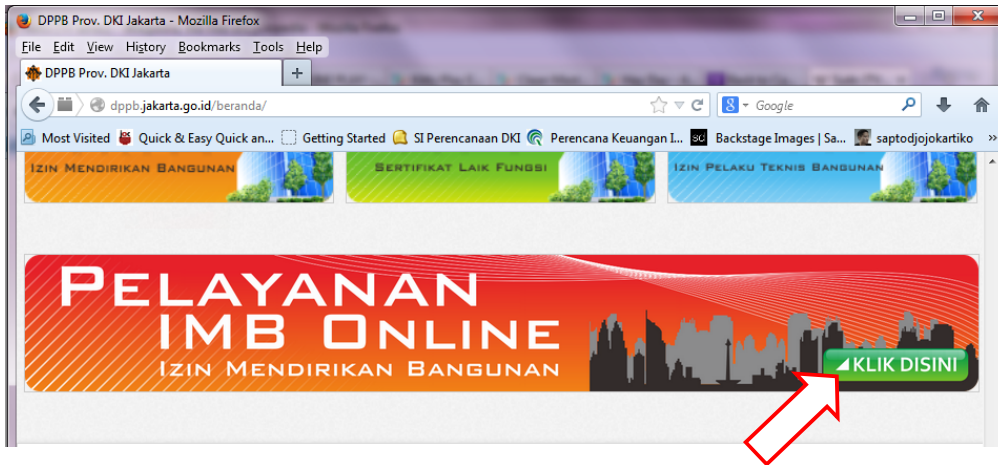 DPPB Prov. DKI Jakarta - Mozilla Firefox
File Edit View History Bookmarks Tools Help
DPPB Prov. DKI Jakarta
dppb.jakarta.go.id/beranda/
Google
Most Visited Quick & Easy Quick an... Getting Started SI Perencanaan DKI Perencana Keuangan I... Backstage Images | Sa... saptodjojokartiko
IZIN MENDIRIKAN BANGUNAN SERTIFIKAT LAIK FUNGSI IZIN PELAKU TEKNIS BANGUNAN
PELAYANAN
IMB ONLINE
IZIN MENDIRIKAN BANGUNAN
KLIK DISINI